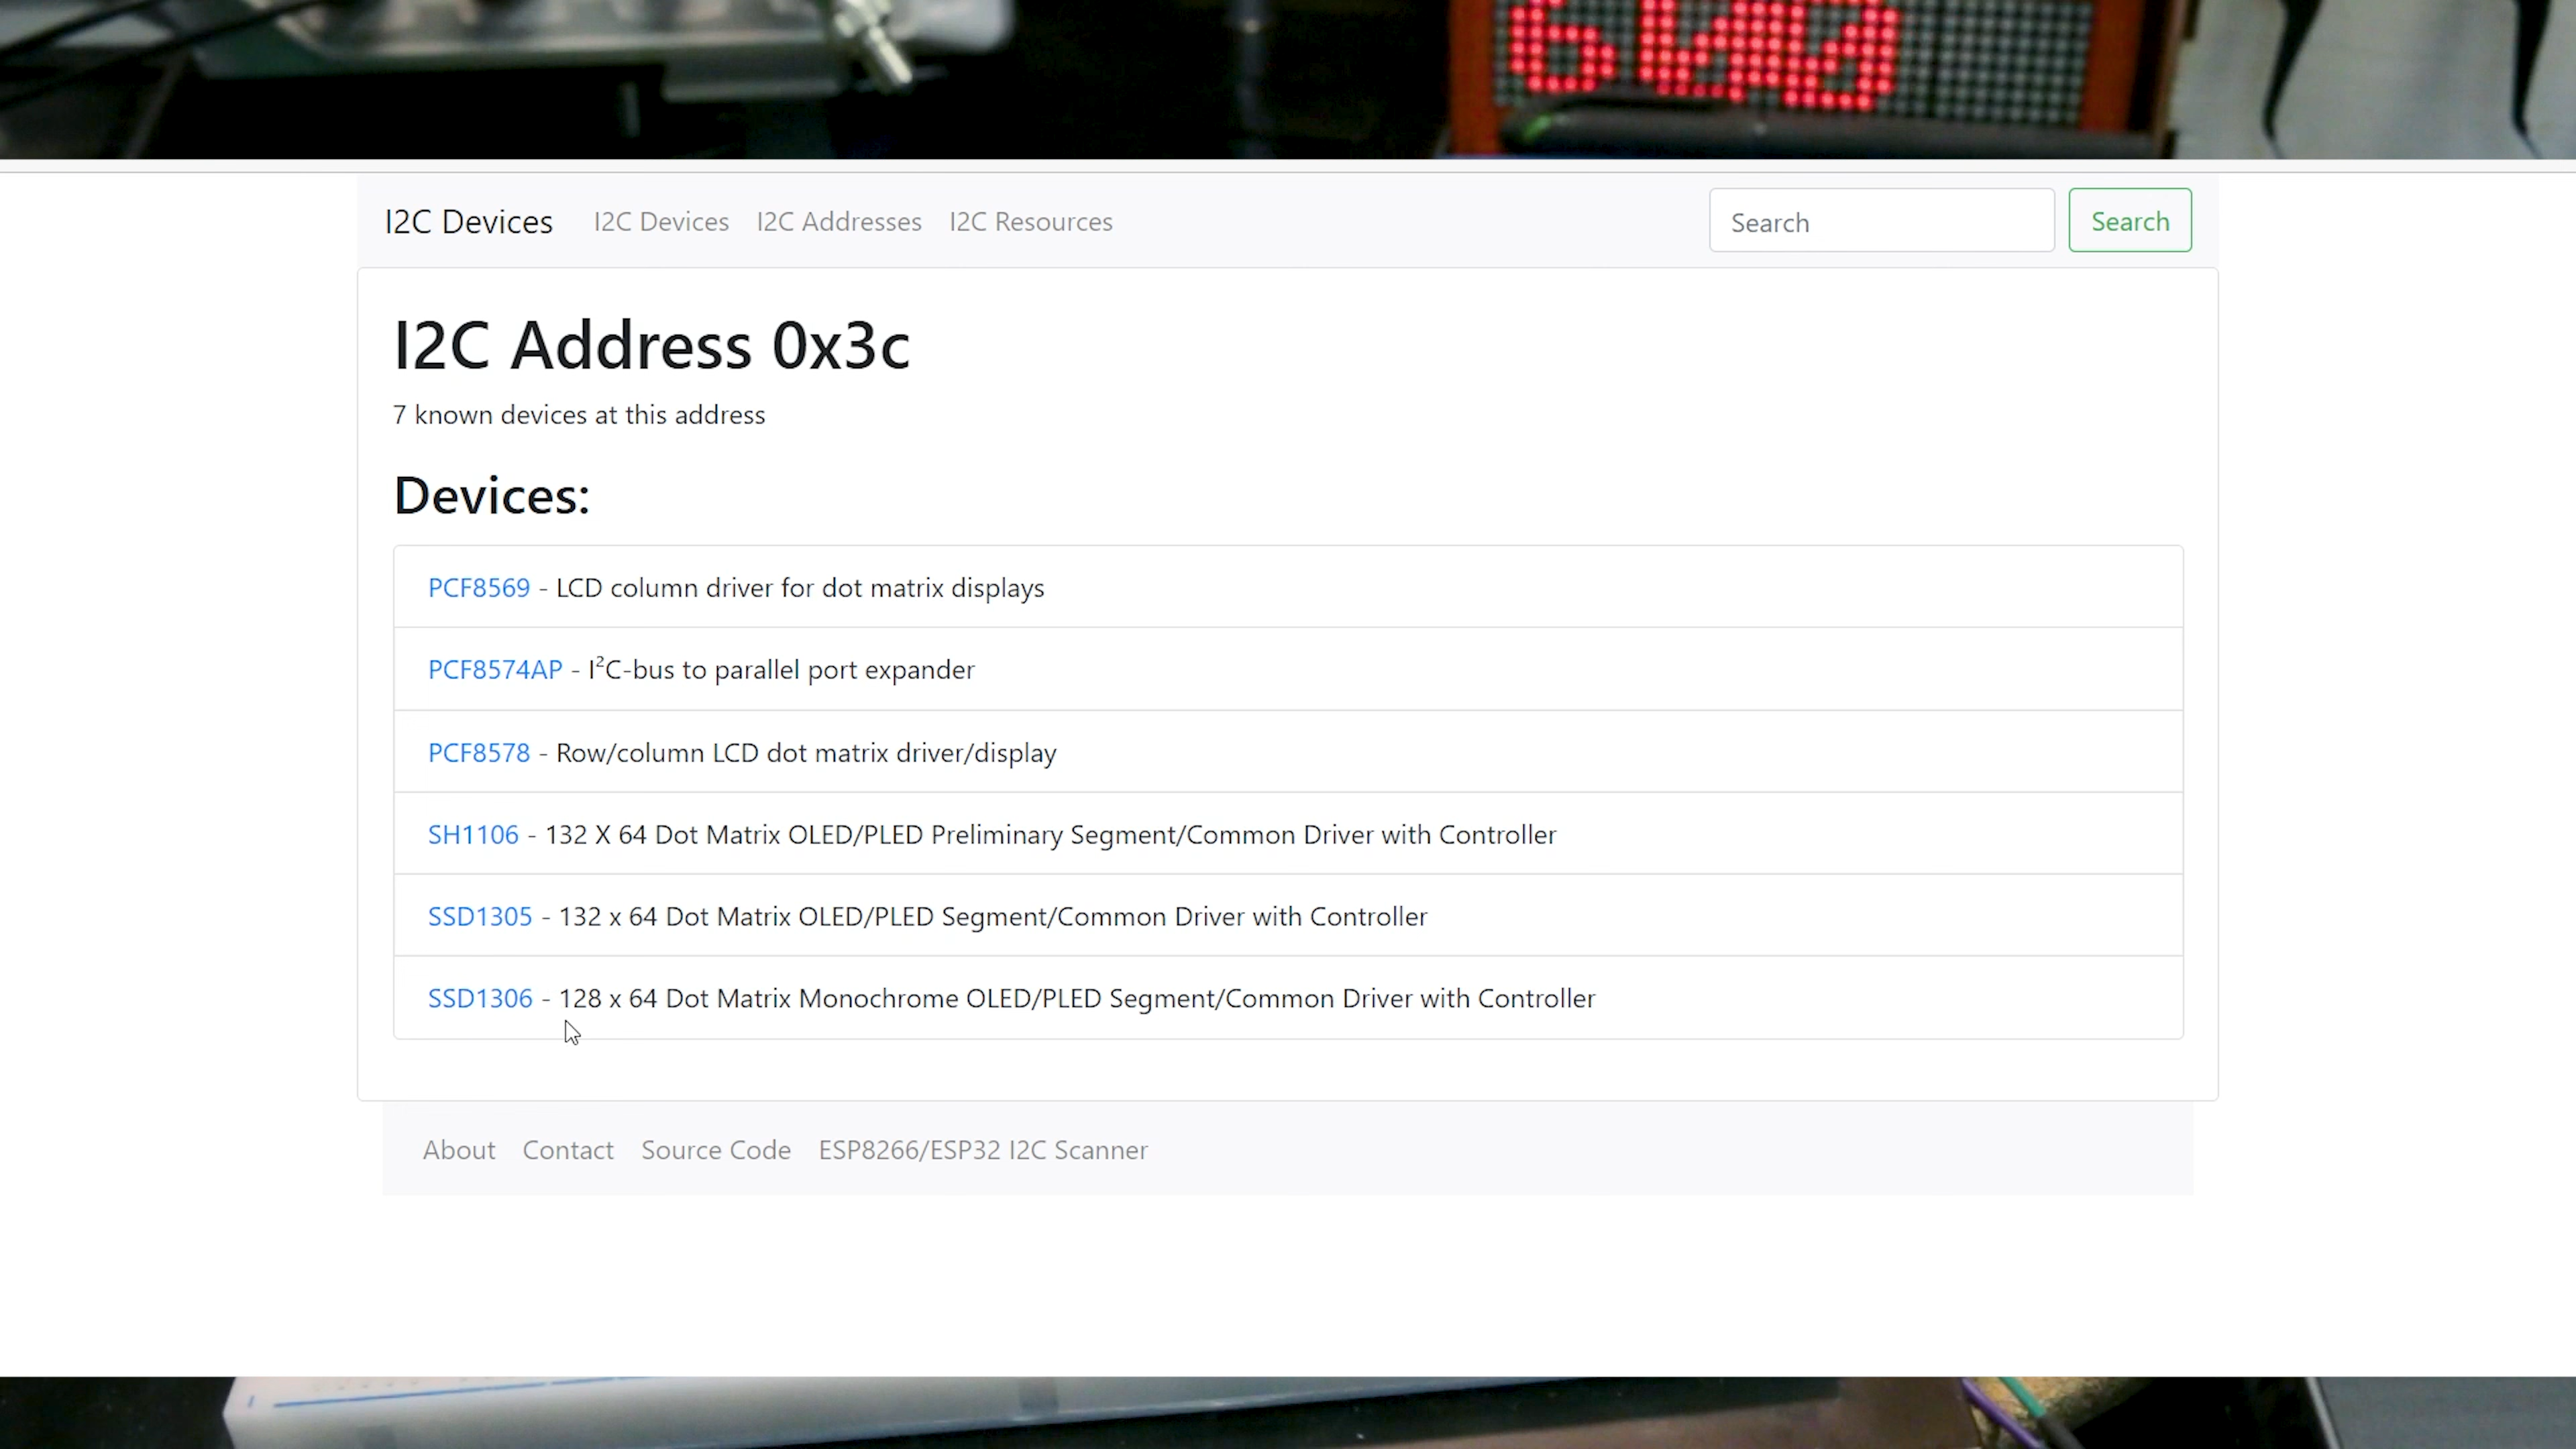 I2C Devices I2C Devices I2C Addresses I2C Resources Search Search
I2C Address 0x3c
7 known devices at this address
Devices:
PCF8569 - LCD column driver for dot matrix displays
PCF8574AP - I²C-bus to parallel port expander
PCF8578 - Row/column LCD dot matrix driver/display
SH1106 - 132 X 64 Dot Matrix OLED/PLED Preliminary Segment/Common Driver with Controller
SSD1305 - 132 x 64 Dot Matrix OLED/PLED Segment/Common Driver with Controller
SSD1306 - 128 x 64 Dot Matrix Monochrome OLED/PLED Segment/Common Driver with Controller
About Contact Source Code ESP8266/ESP32 I2C Scanner